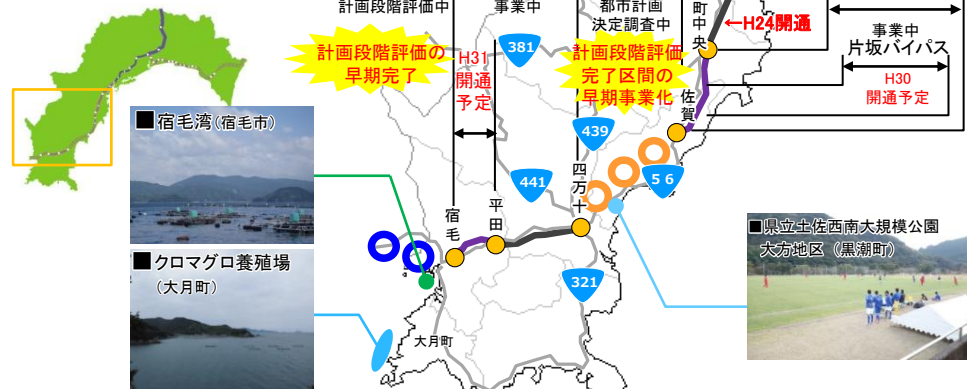 計画段階評価中
事業中
都市計画
決定調査中
町中央
←H24開通
計画段階評価の
早期完了
H31
開通
予定
381
計画段階評価
完了区間の
早期事業化
事業中
片坂バイパス
H30
開通予定
佐賀
■宿毛湾(宿毛市)
439
441
56
四万十
平田
宿毛
■県立土佐西南大規模公園
大方地区（黒潮町）
■クロマグロ養殖場
（大月町）
321
大月町